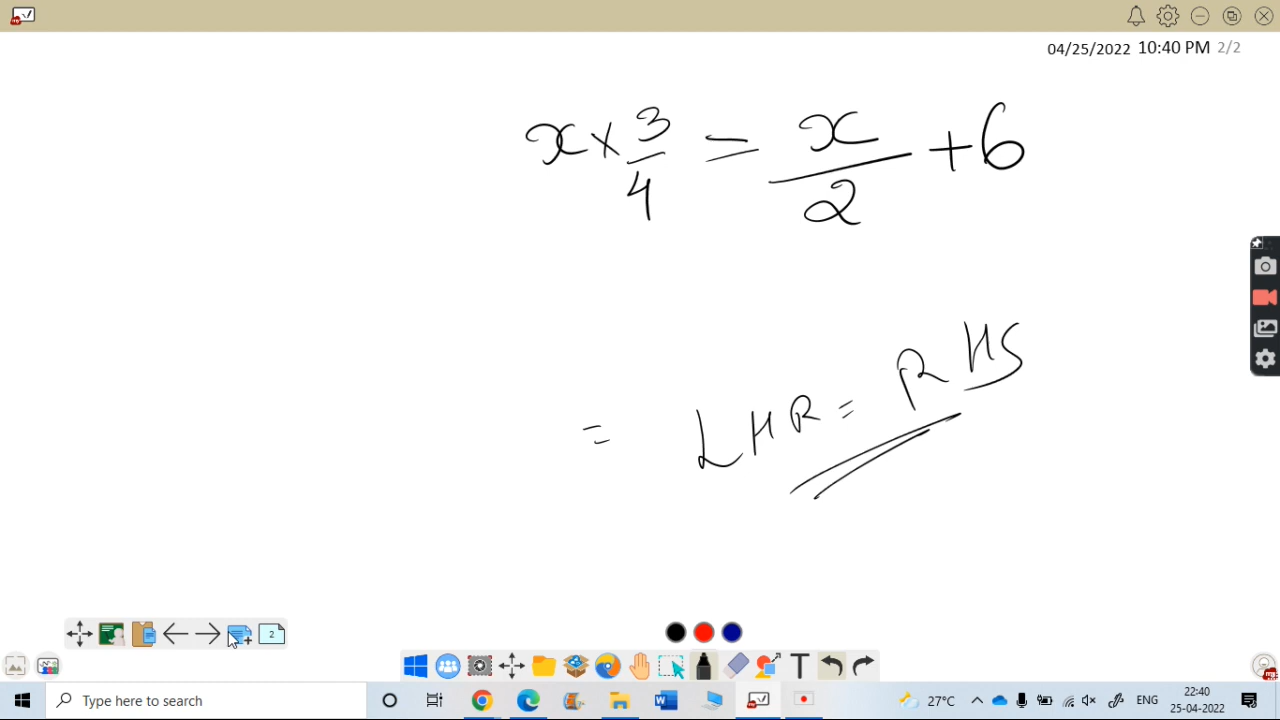 04/25/2022 10:40 PM 2/2
x × 3/4 = x/2 + 6
= LHR = RHS
2
T
Type here to search
27°C
ENG
22:40
25-04-2022